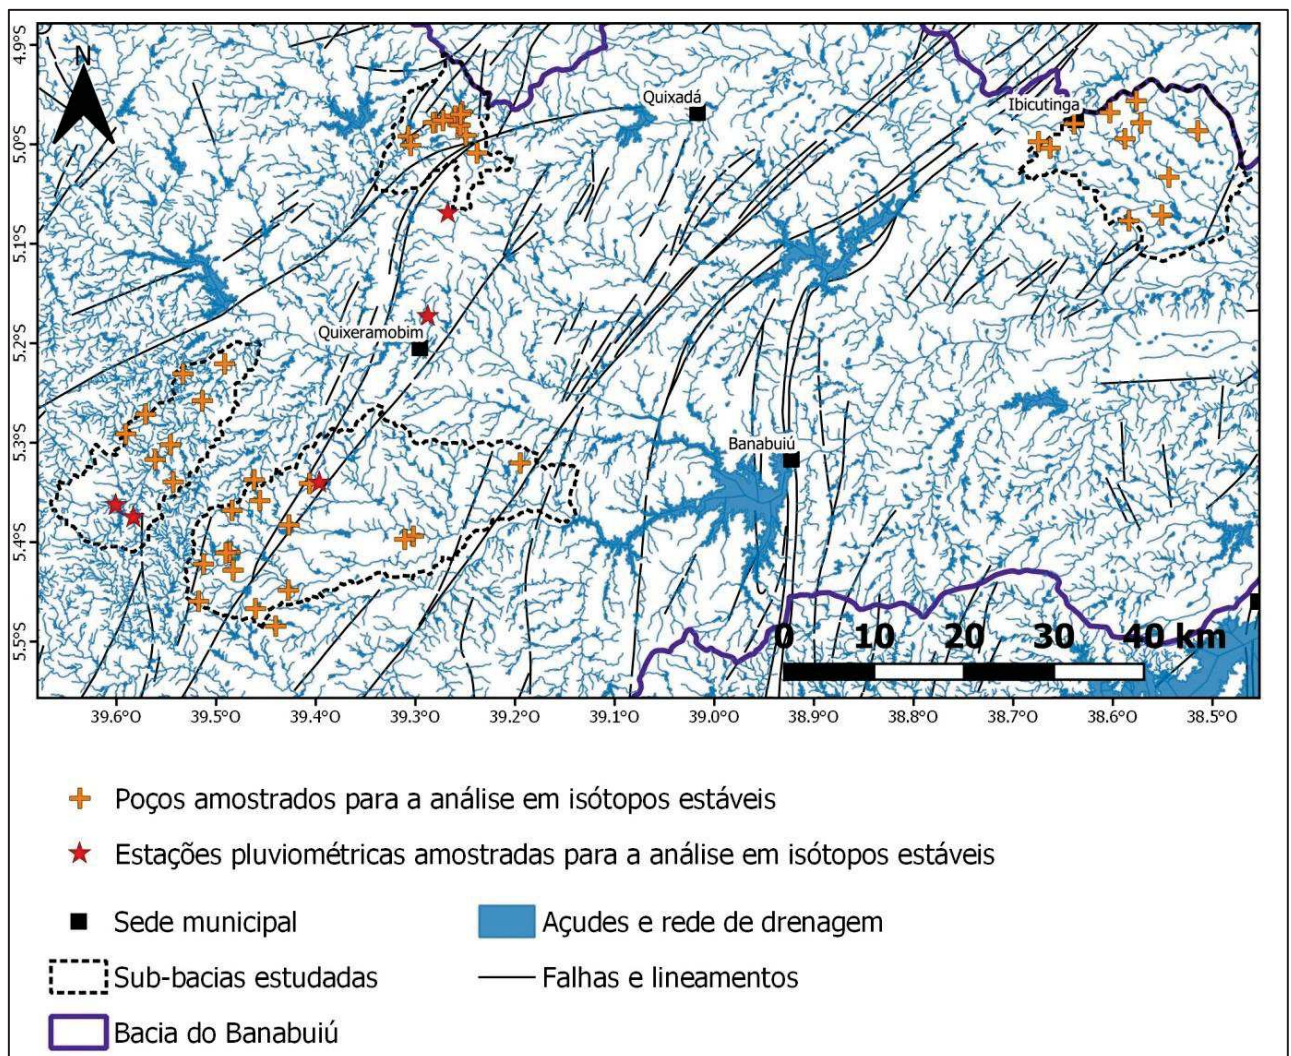 4.9°S
N
Quixadá
Ibicutinga
5.0°S
5.1°S
5.2°S
Quixeramobim
5.3°S
Banabuiú
5.4°S
5.5°S
0 10 20 30 40 km
39.6°O 39.5°O 39.4°O 39.3°O 39.2°O 39.1°O 39.0°O 38.9°O 38.8°O 38.7°O 38.6°O 38.5°O
Poços amostrados para a análise em isótopos estáveis
Estações pluviométricas amostradas para a análise em isótopos estáveis
Sede municipal
Açudes e rede de drenagem
Sub-bacias estudadas
Falhas e lineamentos
Bacia do Banabuiú